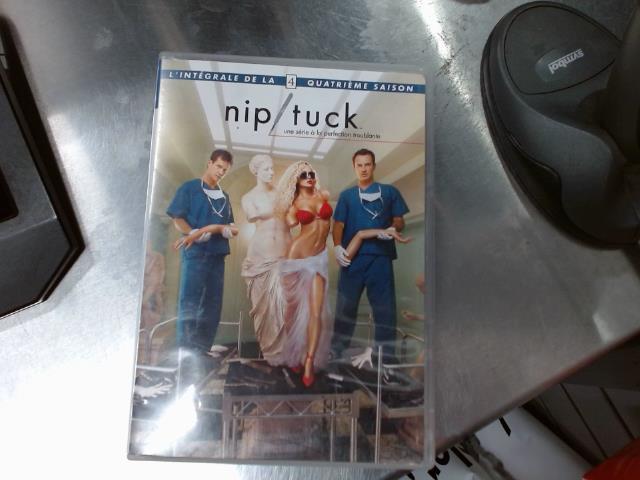 L'INTÉGRALE DE LA 4 QUATRIÈME SAISON
nip/tuck
une série à la perfection troublante
symbol